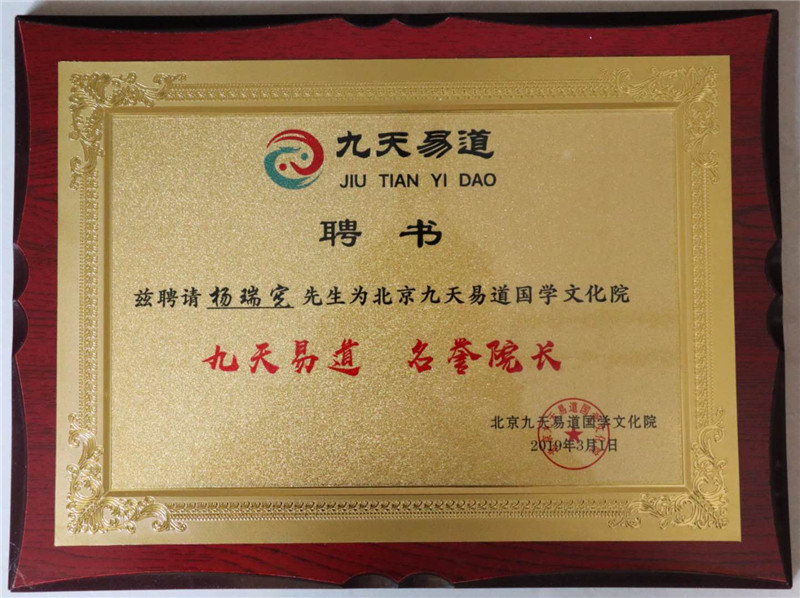 九天易道
JIU TIAN YI DAO
聘 书
兹聘请 杨瑞宪 先生为北京九天易道国学文化院
九天易道 名誉院长
北京九天易道国学文化院
2019年3月1日